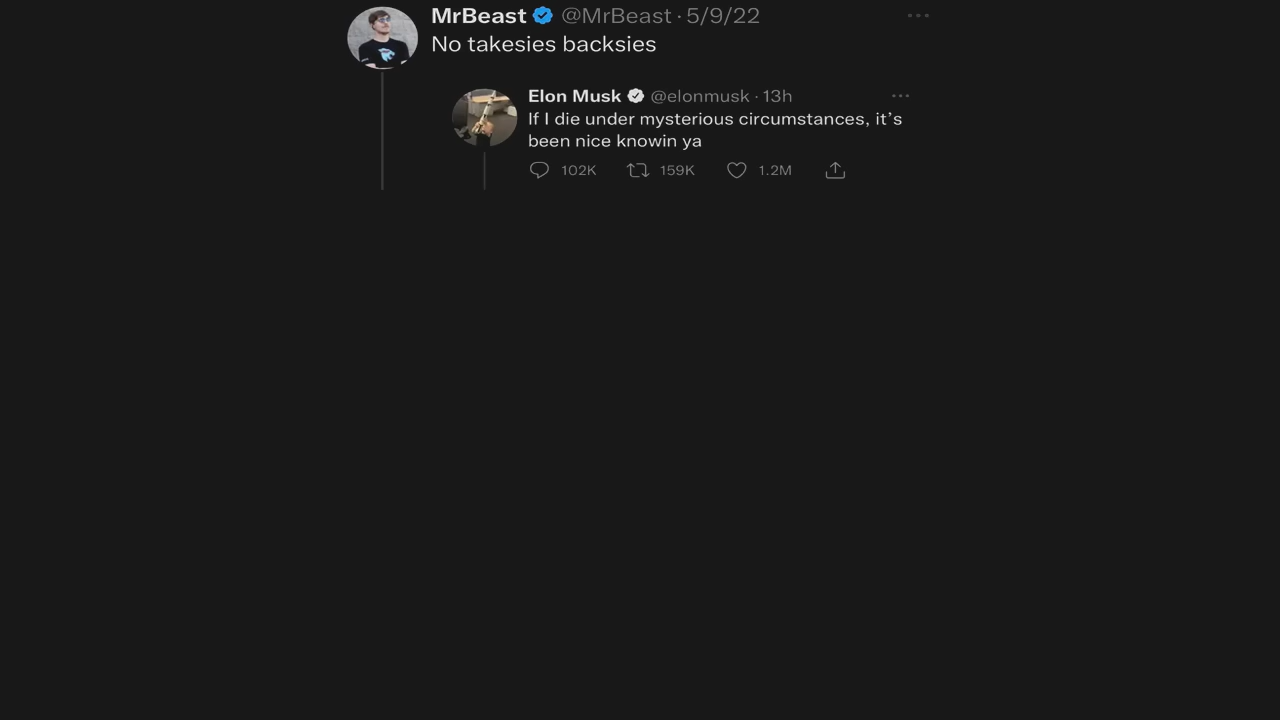 MrBeast @MrBeast · 5/9/22
No takesies backsies
Elon Musk @elonmusk · 13h
If I die under mysterious circumstances, it's
been nice knowin ya
102K 159K 1.2M